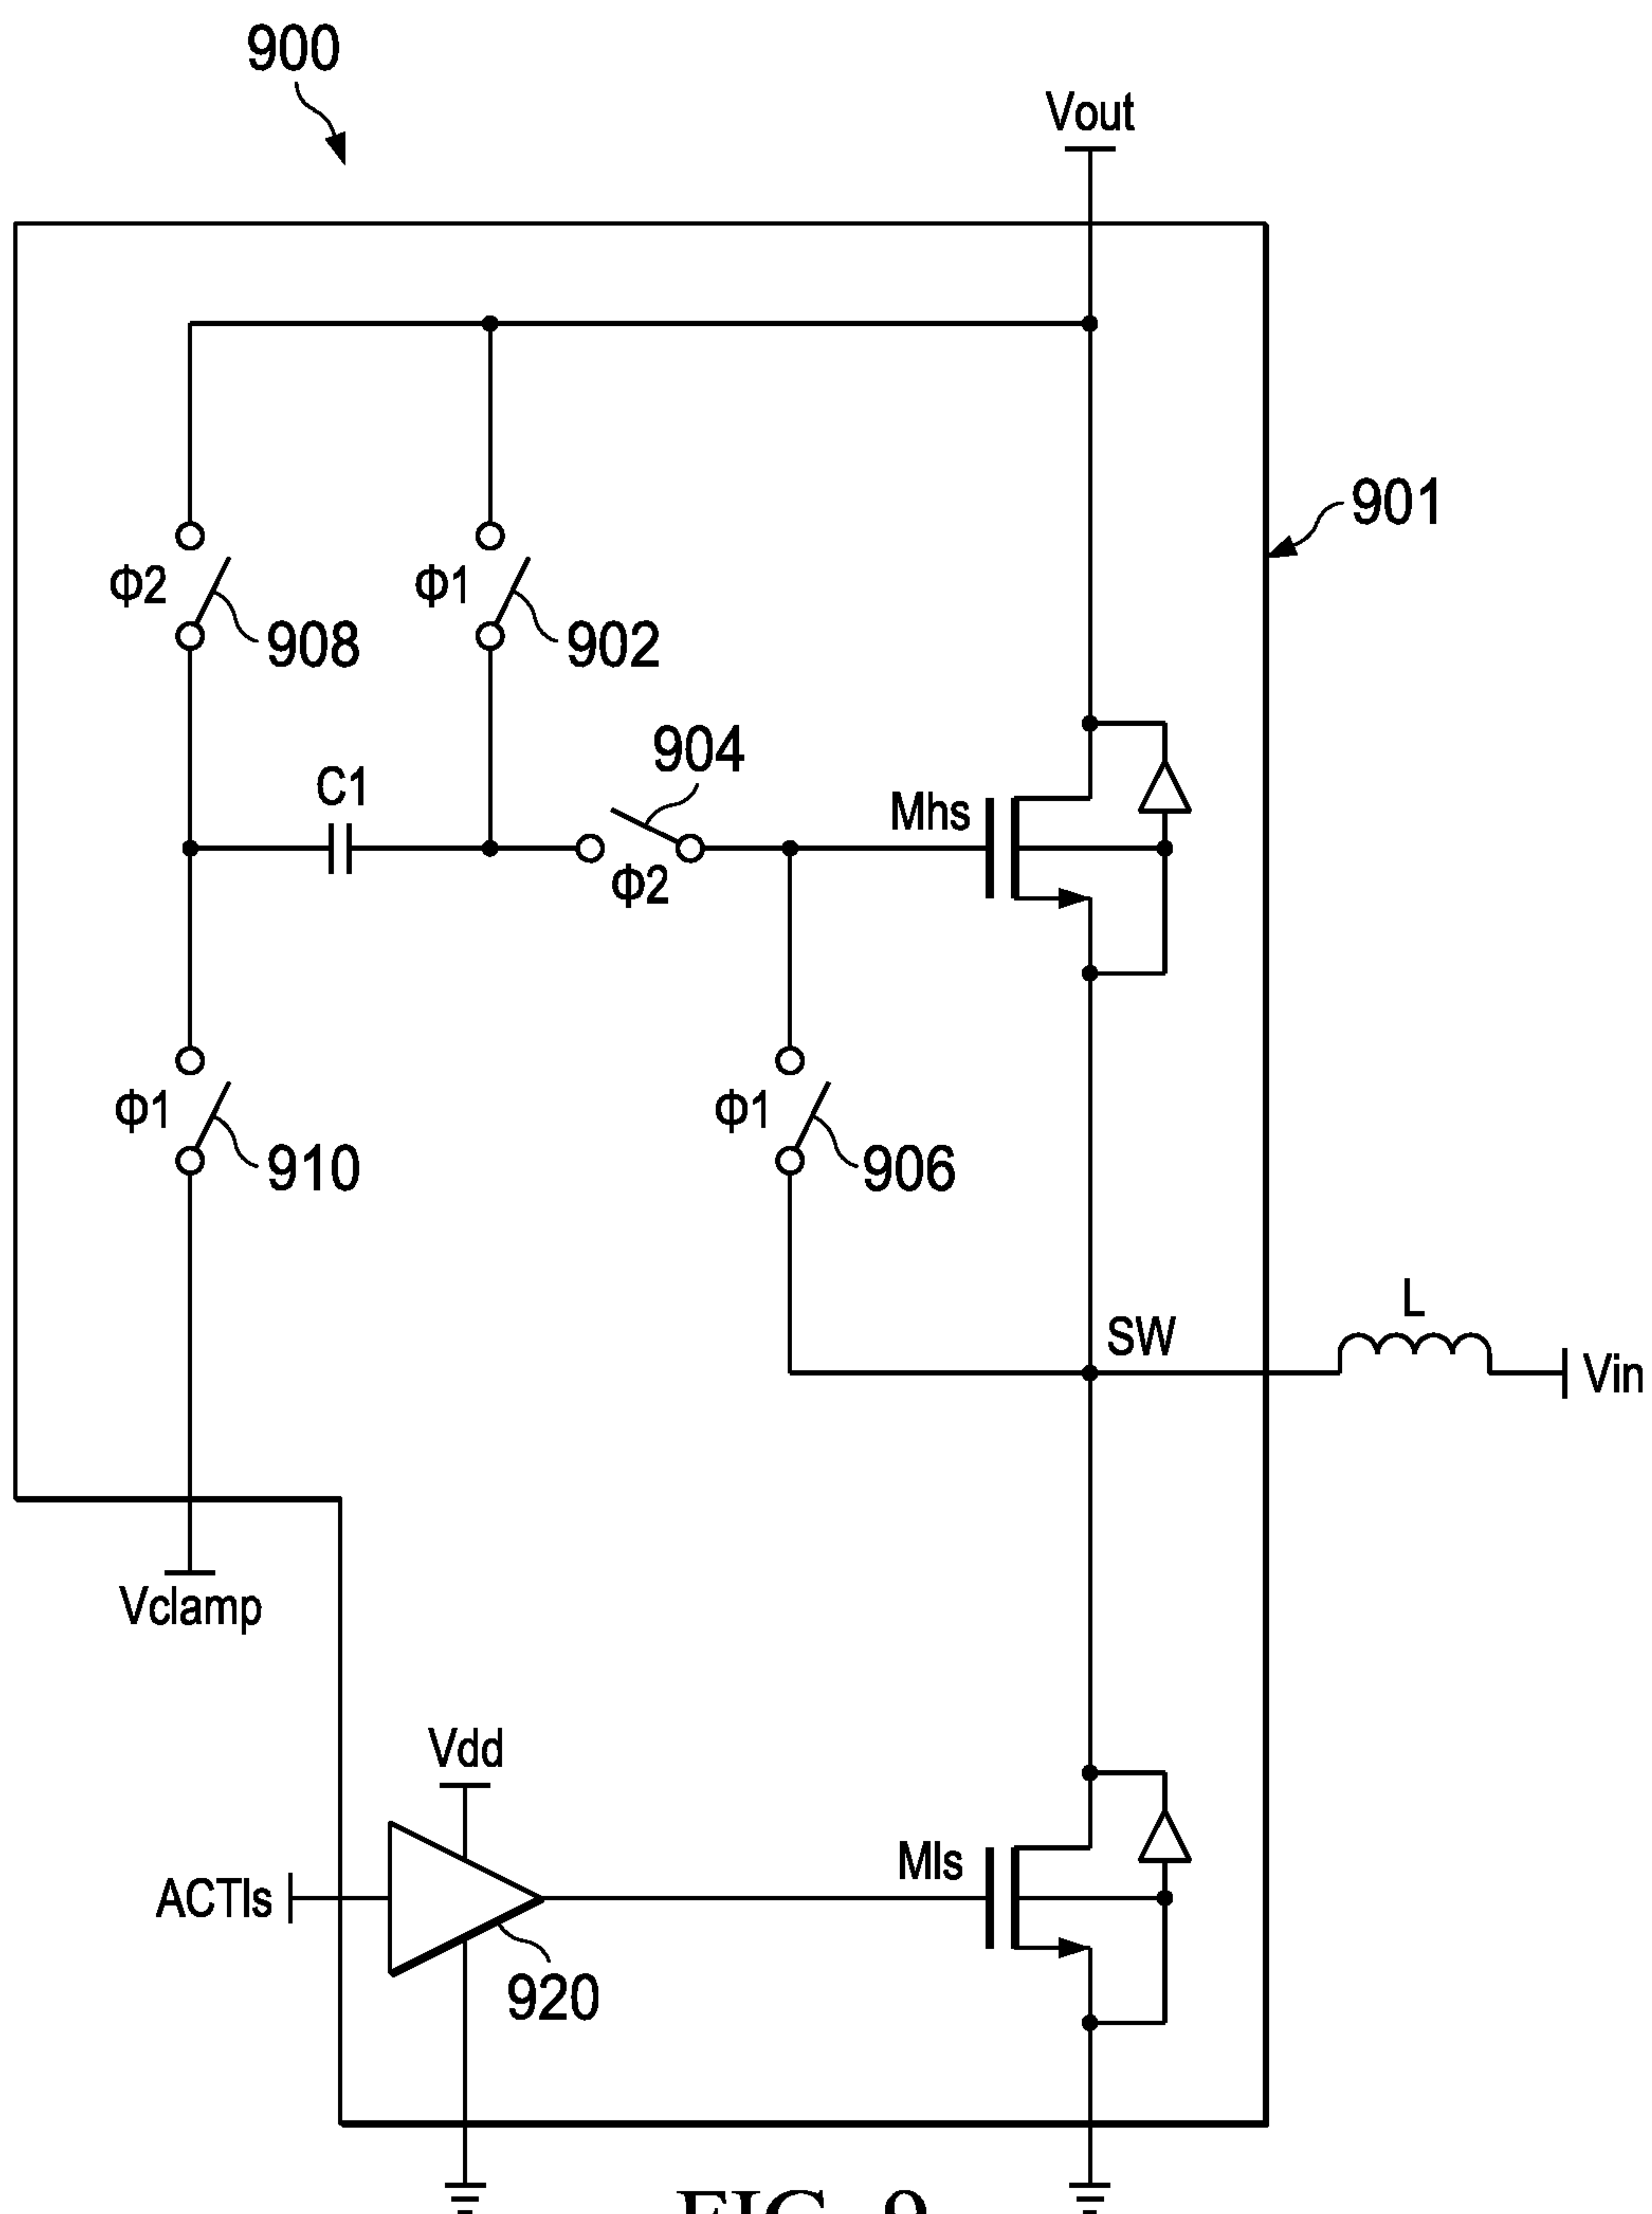 900
Vout
901
Φ2
908
Φ1
902
904
C1
Φ2
Mhs
Φ1
910
Φ1
906
SW
L
Vin
Vclamp
Vdd
ACTls
Mls
920